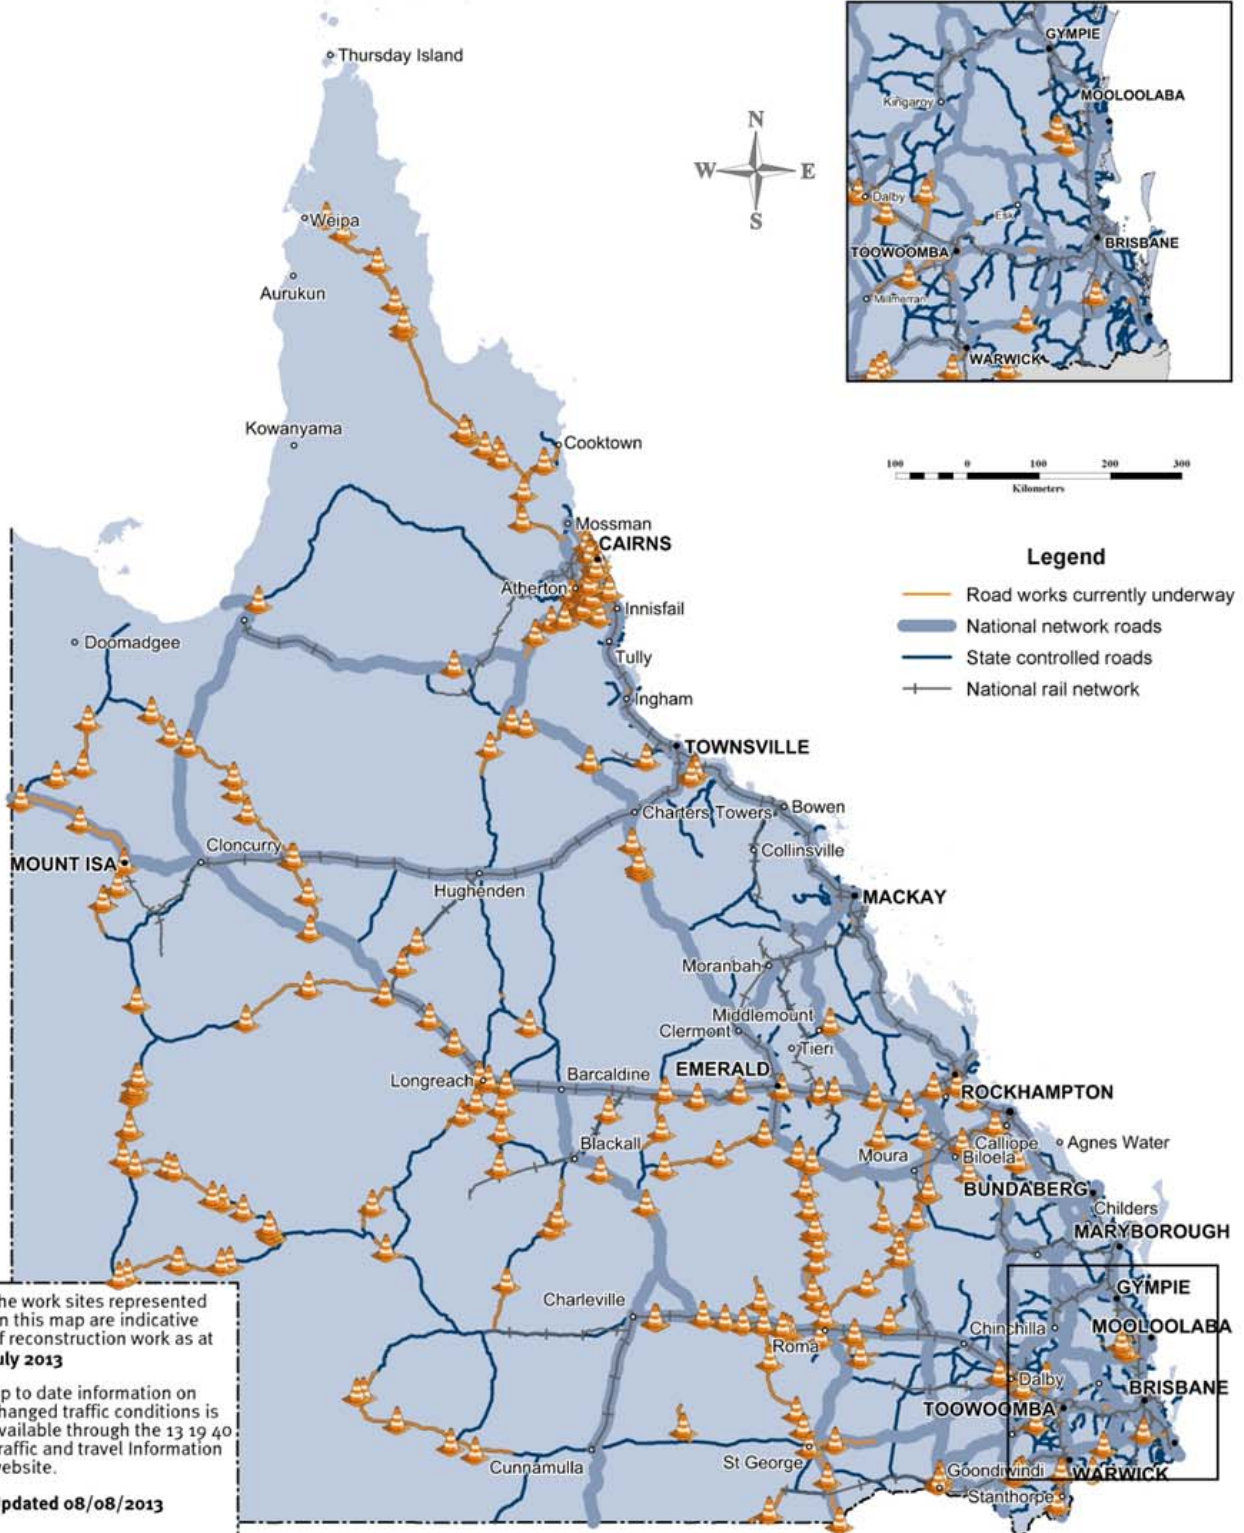 Thursday Island
Weipa
Aurukun
Kowanyama
Cooktown
Mossman
CAIRNS
Atherton
Innisfail
Doomadgee
Tully
Ingham
TOWNSVILLE
Charters Towers
Bowen
Cloncurry
Collinsville
MOUNT ISA
Hughenden
MACKAY
Moranbah
Middlemount
Clermont
Tieri
EMERALD
Barcaldine
Longreach
ROCKHAMPTON
Blackall
Calliope
Agnes Water
Moura
Biloela
BUNDABERG
Childers
MARYBOROUGH
GYMPIE
Charleville
Chinchilla
MOOLOOLABA
Roma
Dalby
BRISBANE
TOOWOOMBA
St George
Cunnamulla
Goondiwindi
WARWICK
Stanthorpe
N
W E
S
GYMPIE
MOOLOOLABA
Kingaroy
Dalby
Esk
BRISBANE
TOOWOOMBA
Millmerran
WARWICK
100 0 100 200 300
Kilometers
Legend
Road works currently underway
National network roads
State controlled roads
National rail network
he work sites represented
n this map are indicative
f reconstruction work as at
uly 2013
p to date information on
hanged traffic conditions is
vailable through the 13 19 40
raffic and travel Information
ebsite.
pdated 08/08/2013